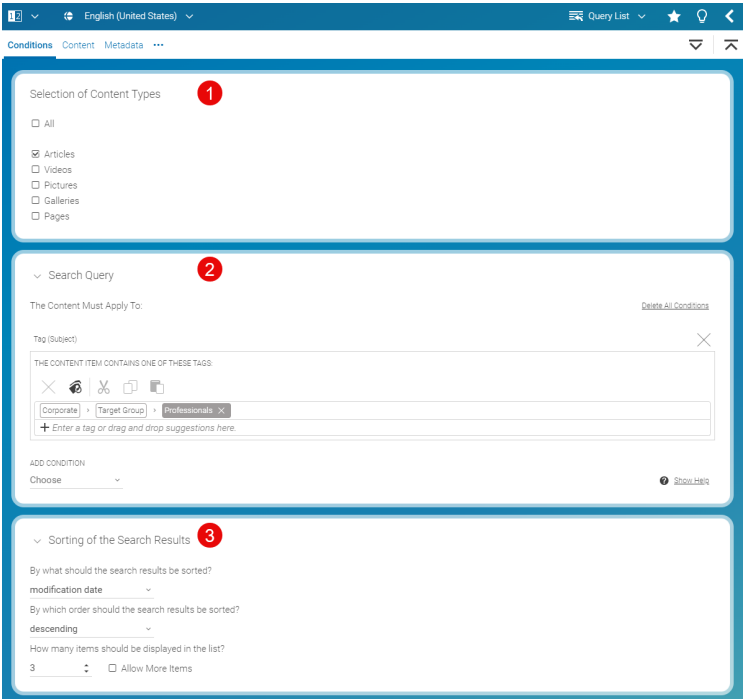 English (United States)
Query List
Conditions Content Metadata ...
Selection of Content Types
1
All
Articles
Videos
Pictures
Galleries
Pages
Search Query
2
The Content Must Apply To:
Delete All Conditions
Tag (Subject)
THE CONTENT ITEM CONTAINS ONE OF THESE TAGS:
Corporate › Target Group › Professionals
Enter a tag or drag and drop suggestions here.
ADD CONDITION
Choose
Show Help
Sorting of the Search Results
3
By what should the search results be sorted?
modification date
By which order should the search results be sorted?
descending
How many items should be displayed in the list?
3
Allow More Items